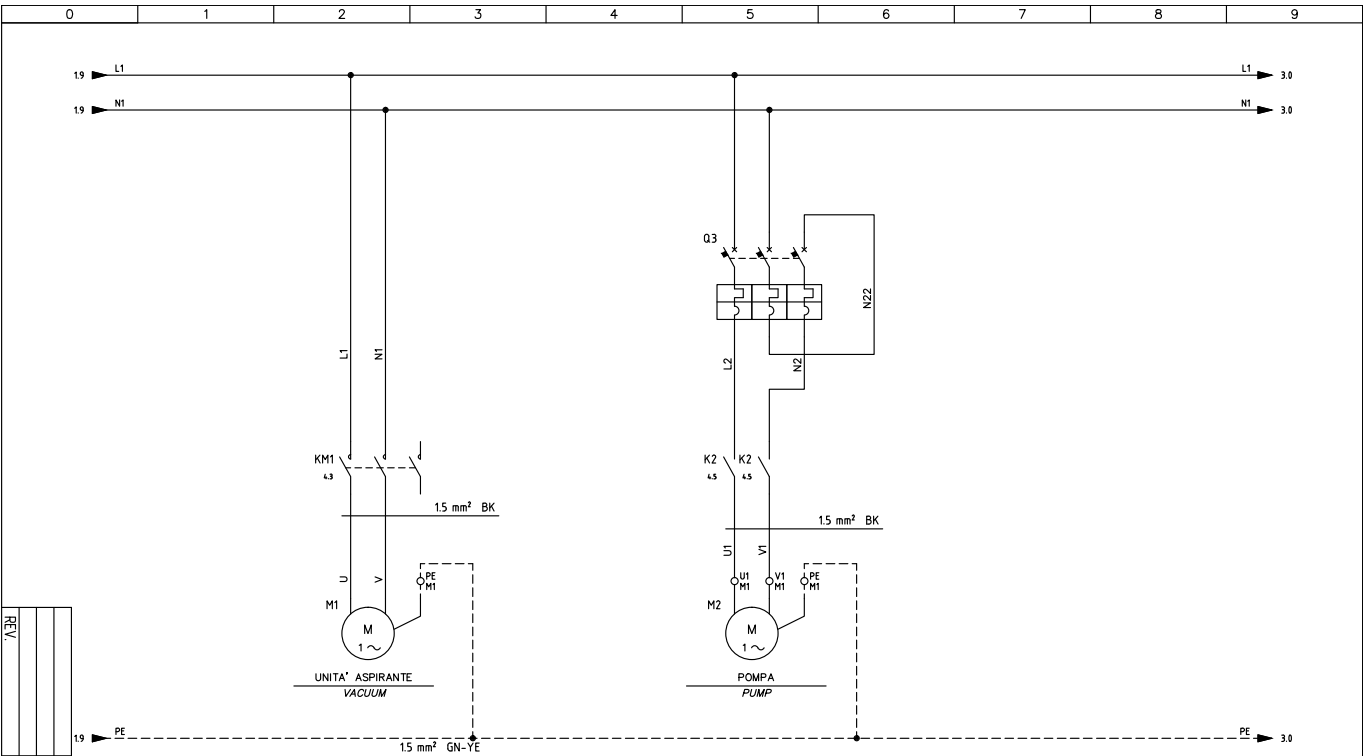 0 1 2 3 4 5 6 7 8 9
1.9 L1 L1 3.0
1.9 N1 N1 3.0
Q3
N22
L1 N1 L2 N2
KM1 K2 K2
4.3 4.5 4.5
1.5 mm² BK
1.5 mm² BK
U V U1 V1
PE U1 V1 PE
M1 M1 M1 M1
M1 M2
M M
1 ~ 1 ~
REV.
UNITA' ASPIRANTE POMPA
VACUUM PUMP
1.9 PE PE 3.0
1.5 mm² GN-YE